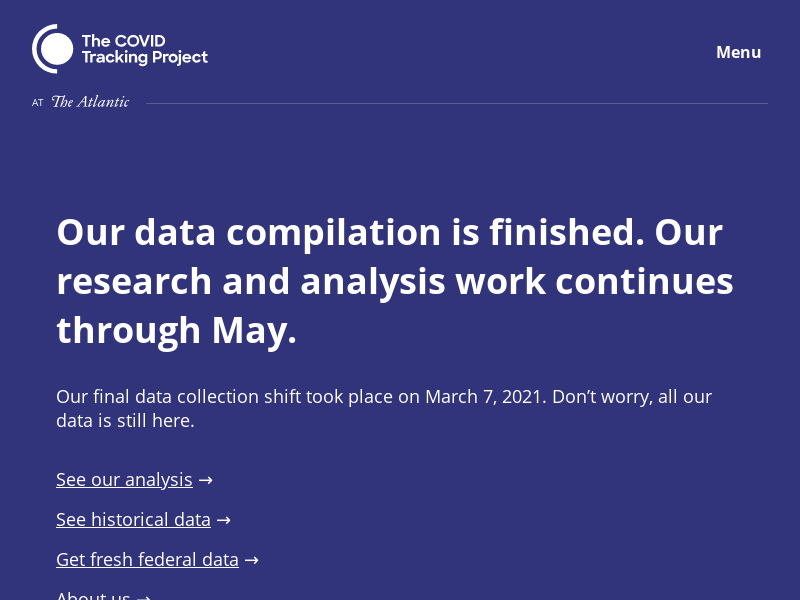 The COVID
Tracking Project
Menu
AT The Atlantic
Our data compilation is finished. Our
research and analysis work continues
through May.
Our final data collection shift took place on March 7, 2021. Don’t worry, all our
data is still here.
See our analysis →
See historical data →
Get fresh federal data →
About us →